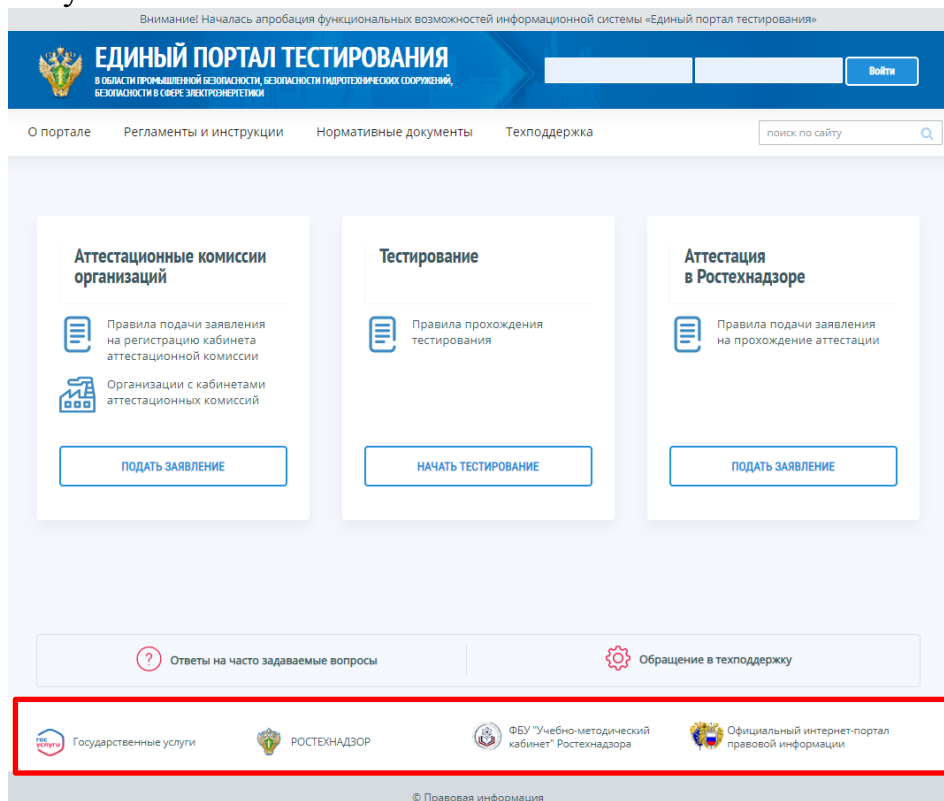 Внимание! Началась апробация функциональных возможностей информационной системы «Единый портал тестирования»
ЕДИНЫЙ ПОРТАЛ ТЕСТИРОВАНИЯ
В ОБЛАСТИ ПРОМЫШЛЕННОЙ БЕЗОПАСНОСТИ, БЕЗОПАСНОСТИ ГИДРОТЕХНИЧЕСКИХ СООРУЖЕНИЙ,
БЕЗОПАСНОСТИ В СФЕРЕ ЭЛЕКТРОЭНЕРГЕТИКИ
Войти
О портале Регламенты и инструкции Нормативные документы Техподдержка поиск по сайту
Аттестационные комиссии
организаций
Правила подачи заявления
на регистрацию кабинета
аттестационной комиссии
Организации с кабинетами
аттестационных комиссий
ПОДАТЬ ЗАЯВЛЕНИЕ
Тестирование
Правила прохождения
тестирования
НАЧАТЬ ТЕСТИРОВАНИЕ
Аттестация
в Ростехнадзоре
Правила подачи заявления
на прохождение аттестации
ПОДАТЬ ЗАЯВЛЕНИЕ
Ответы на часто задаваемые вопросы
Обращение в техподдержку
гос
услуги
Государственные услуги
РОСТЕХНАДЗОР
ФБУ "Учебно-методический
кабинет" Ростехнадзора
Официальный интернет-портал
правовой информации
© Правовая информация